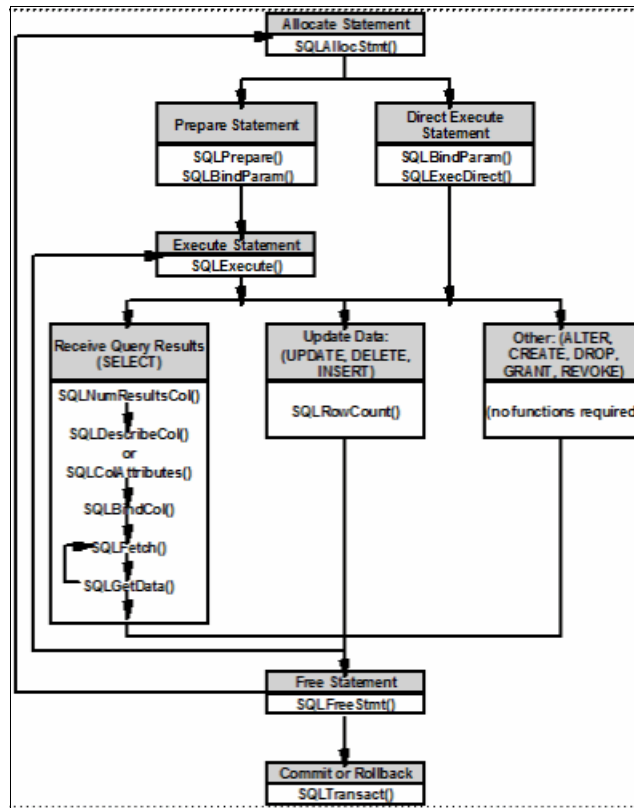 Allocate Statement
SQLAllocStmt()
Prepare Statement
SQLPrepare()
SQLBindParam()
Direct Execute
Statement
SQLBindParam()
SQLExecDirect()
Execute Statement
SQLExecute()
Receive Query Results
(SELECT)
SQLNumResultsCol()
SQLDescribeCol()
or
SQLColAttributes()
SQLBindCol()
SQLFetch()
SQLGetData()
Update Data:
(UPDATE, DELETE,
INSERT)
SQLRowCount()
Other: (ALTER,
CREATE, DROP,
GRANT, REVOKE)
(no functions required)
Free Statement
SQLFreeStmt()
Commit or Rollback
SQLTransact()